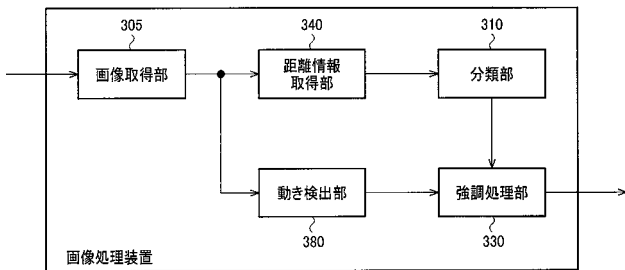 305
340
310
画像取得部
距離情報
取得部
分類部
動き検出部
強調処理部
380
330
画像処理装置